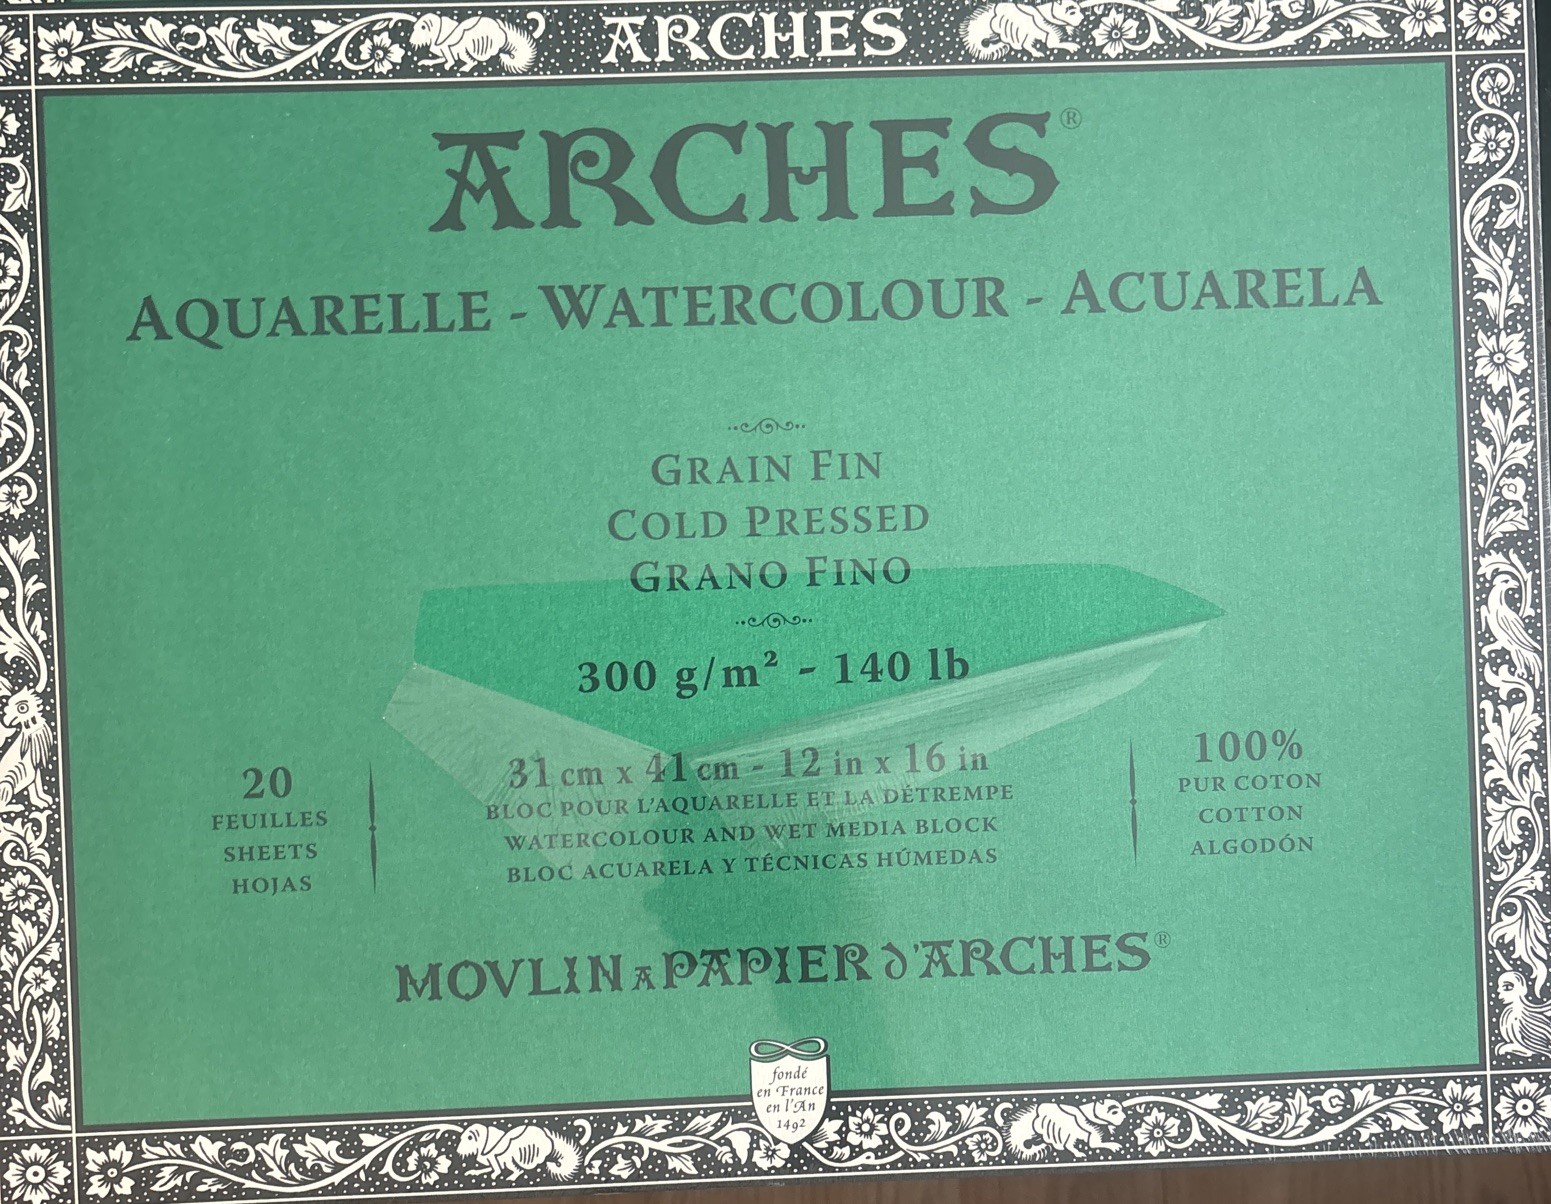 ARCHES
ARCHES®
AQUARELLE - WATERCOLOUR - ACUARELA
GRAIN FIN
COLD PRESSED
GRANO FINO
300 g/m² - 140 lb
20
FEUILLES
SHEETS
HOJAS
31 cm x 41 cm - 12 in x 16 in
BLOC POUR L'AQUARELLE ET LA DÉTREMPE
WATERCOLOUR AND WET MEDIA BLOCK
BLOC ACUARELA Y TÉCNICAS HÚMEDAS
100%
PUR COTON
COTTON
ALGODÓN
MOVLIN A PAPIER D'ARCHES®
fondé
en France
en l'An
1492